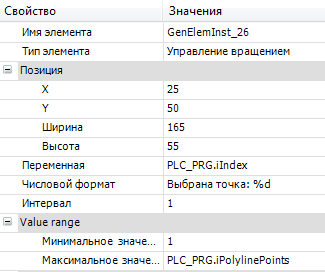 Свойство Значения
Имя элемента GenElemInst_26
Тип элемента Управление вращением
Позиция
X 25
Y 50
Ширина 165
Высота 55
Переменная PLC_PRG.iIndex
Числовой формат Выбрана точка: %d
Интервал 1
Value range
Минимальное значе... 1
Максимальное значе... PLC_PRG.iPolylinePoints